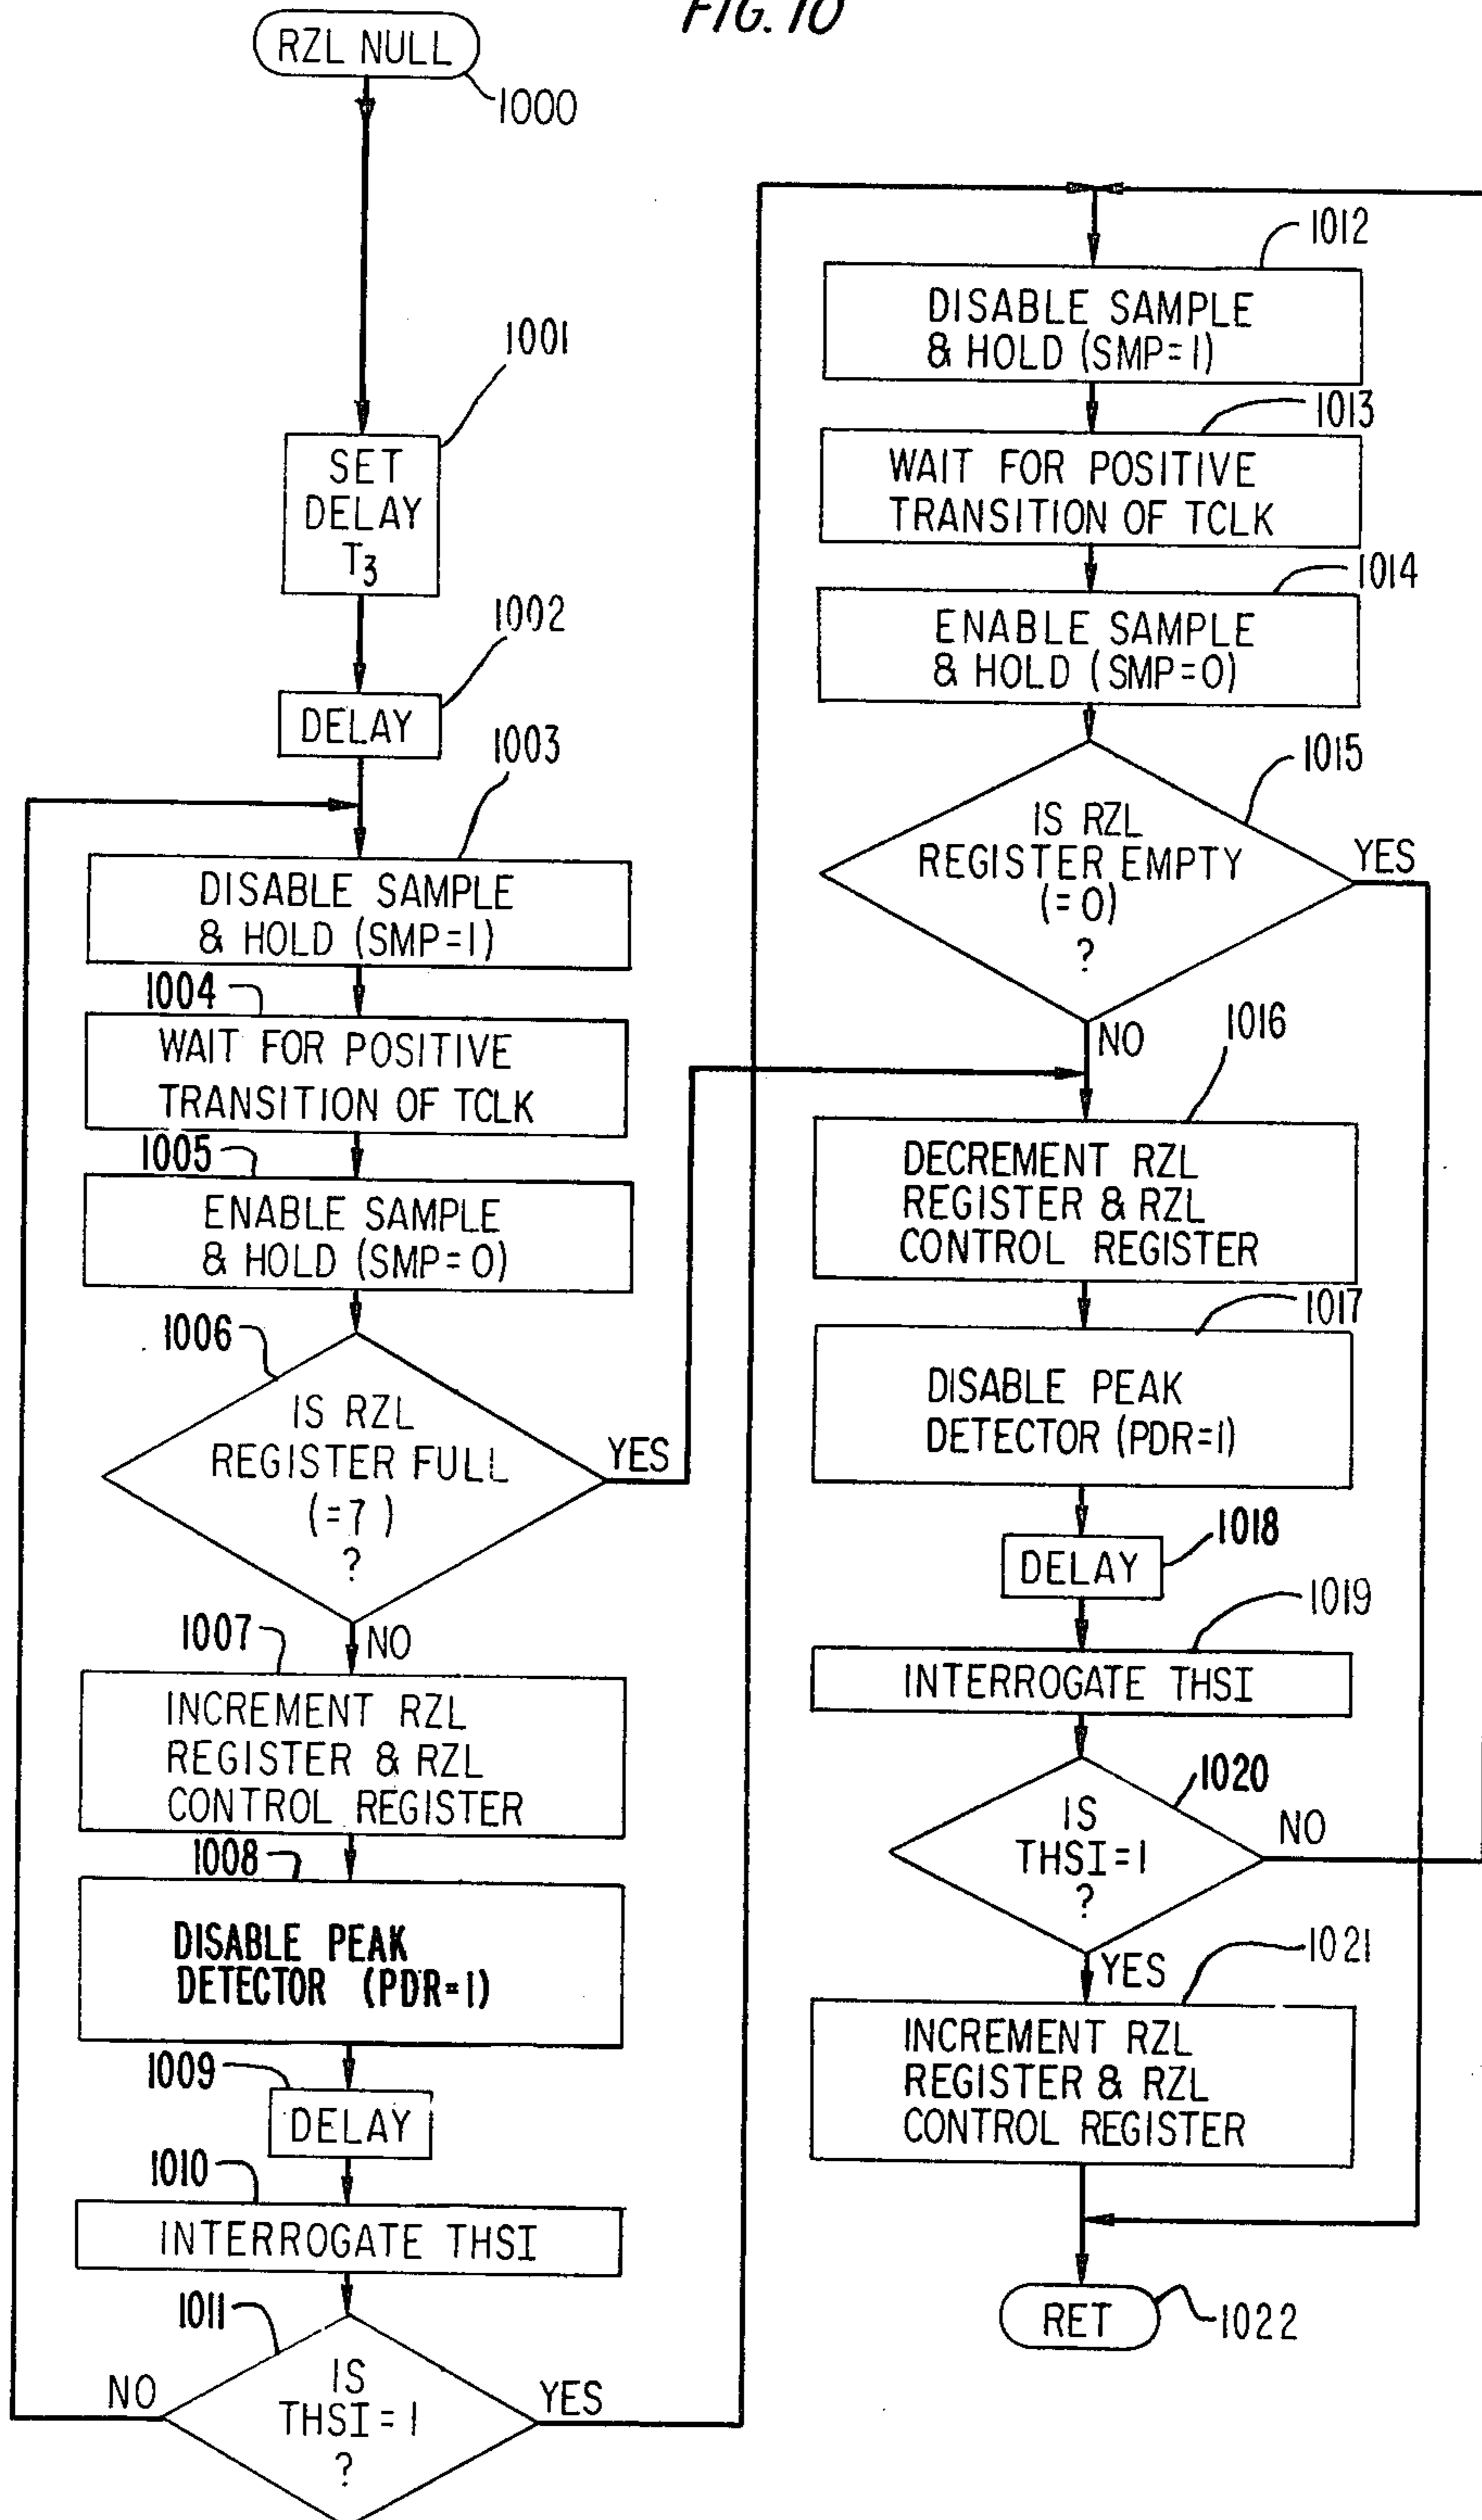 FIG. 10
RZL NULL
1000
1001
SET
DELAY
T3
1002
DELAY
1003
DISABLE SAMPLE
& HOLD (SMP=1)
1004
WAIT FOR POSITIVE
TRANSITION OF TCLK
1005
ENABLE SAMPLE
& HOLD (SMP=0)
1006
IS RZL
REGISTER FULL
(=7)
?
YES
NO
1007
INCREMENT RZL
REGISTER & RZL
CONTROL REGISTER
1008
DISABLE PEAK
DETECTOR (PDR=1)
1009
DELAY
1010
INTERROGATE THSI
1011
IS
THSI=1
?
NO
YES
1012
DISABLE SAMPLE
& HOLD (SMP=1)
1013
WAIT FOR POSITIVE
TRANSITION OF TCLK
1014
ENABLE SAMPLE
& HOLD (SMP=0)
1015
IS RZL
REGISTER EMPTY
(=0)
?
YES
NO
1016
DECREMENT RZL
REGISTER & RZL
CONTROL REGISTER
1017
DISABLE PEAK
DETECTOR (PDR=1)
1018
DELAY
1019
INTERROGATE THSI
1020
IS
THSI=1
?
NO
YES
1021
INCREMENT RZL
REGISTER & RZL
CONTROL REGISTER
RET
1022